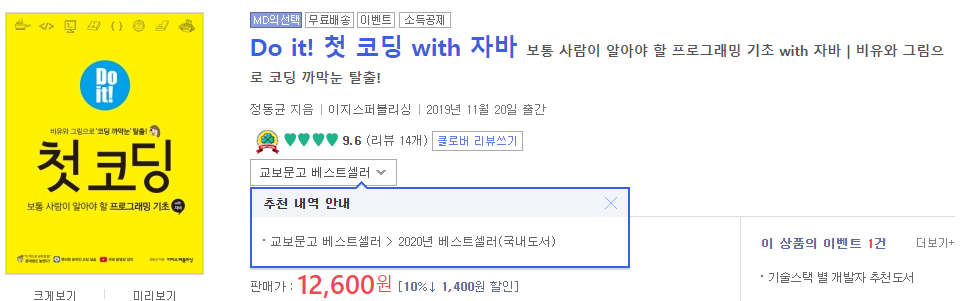 Do it!
비유와 그림으로 '코딩 까막눈' 탈출!
첫 코딩
with 자바
보통 사람이 알아야 할 프로그래밍 기초
이지스퍼블리싱
크게보기
미리보기
MD의선택 무료배송 이벤트 소득공제
Do it! 첫 코딩 with 자바 보통 사람이 알아야 할 프로그래밍 기초 with 자바 | 비유와 그림으
로 코딩 까막눈 탈출!
정동균 지음 | 이지스퍼블리싱 | 2019년 11월 20일 출간
9.6 (리뷰 14개) 클로버 리뷰쓰기
교보문고 베스트셀러
추천 내역 안내
· 교보문고 베스트셀러 > 2020년 베스트셀러(국내도서)
판매가 : 12,600원 [10%↓ 1,400원 할인]
이 상품의 이벤트 1건 더보기+
· 기술스택 별 개발자 추천도서